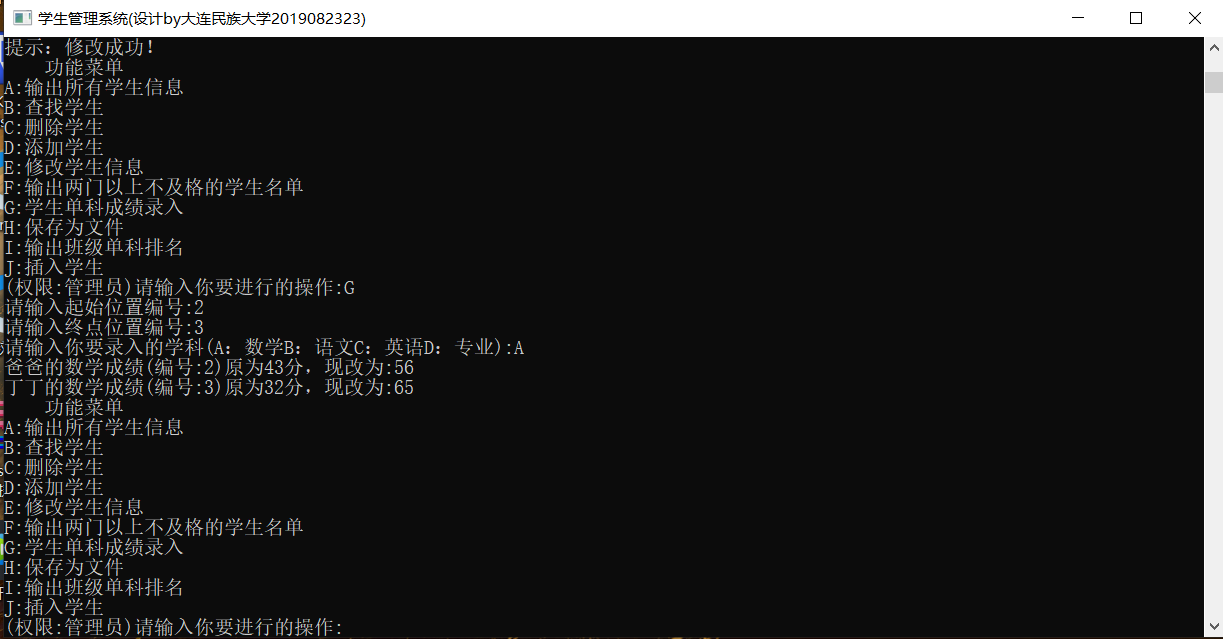 学生管理系统(设计by大连民族大学2019082323)
提示：修改成功！
功能菜单
A:输出所有学生信息
B:查找学生
C:删除学生
D:添加学生
E:修改学生信息
F:输出两门以上不及格的学生名单
G:学生单科成绩录入
H:保存为文件
I:输出班级单科排名
J:插入学生
(权限:管理员)请输入你要进行的操作:G
请输入起始位置编号:2
请输入终点位置编号:3
请输入你要录入的学科(A：数学B：语文C：英语D：专业):A
爸爸的数学成绩(编号:2)原为43分，现改为:56
丁丁的数学成绩(编号:3)原为32分，现改为:65
功能菜单
A:输出所有学生信息
B:查找学生
C:删除学生
D:添加学生
E:修改学生信息
F:输出两门以上不及格的学生名单
G:学生单科成绩录入
H:保存为文件
I:输出班级单科排名
J:插入学生
(权限:管理员)请输入你要进行的操作: